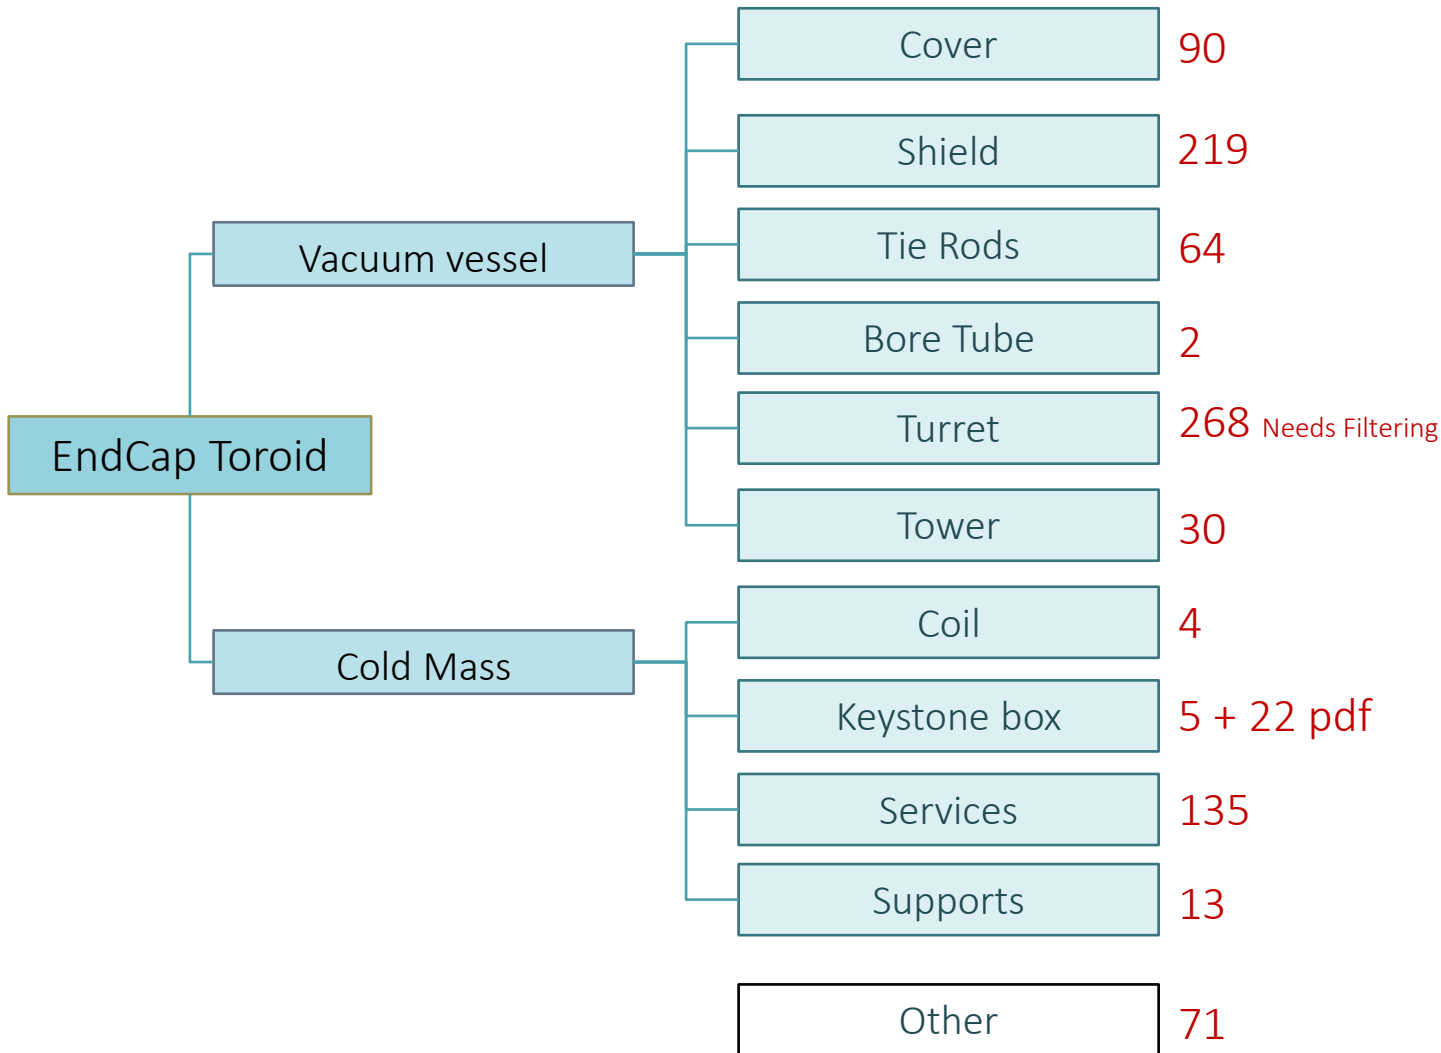 EndCap Toroid
Vacuum vessel
Cover 90
Shield 219
Tie Rods 64
Bore Tube 2
Turret 268 Needs Filtering
Tower 30
Cold Mass
Coil 4
Keystone box 5 + 22 pdf
Services 135
Supports 13
Other 71